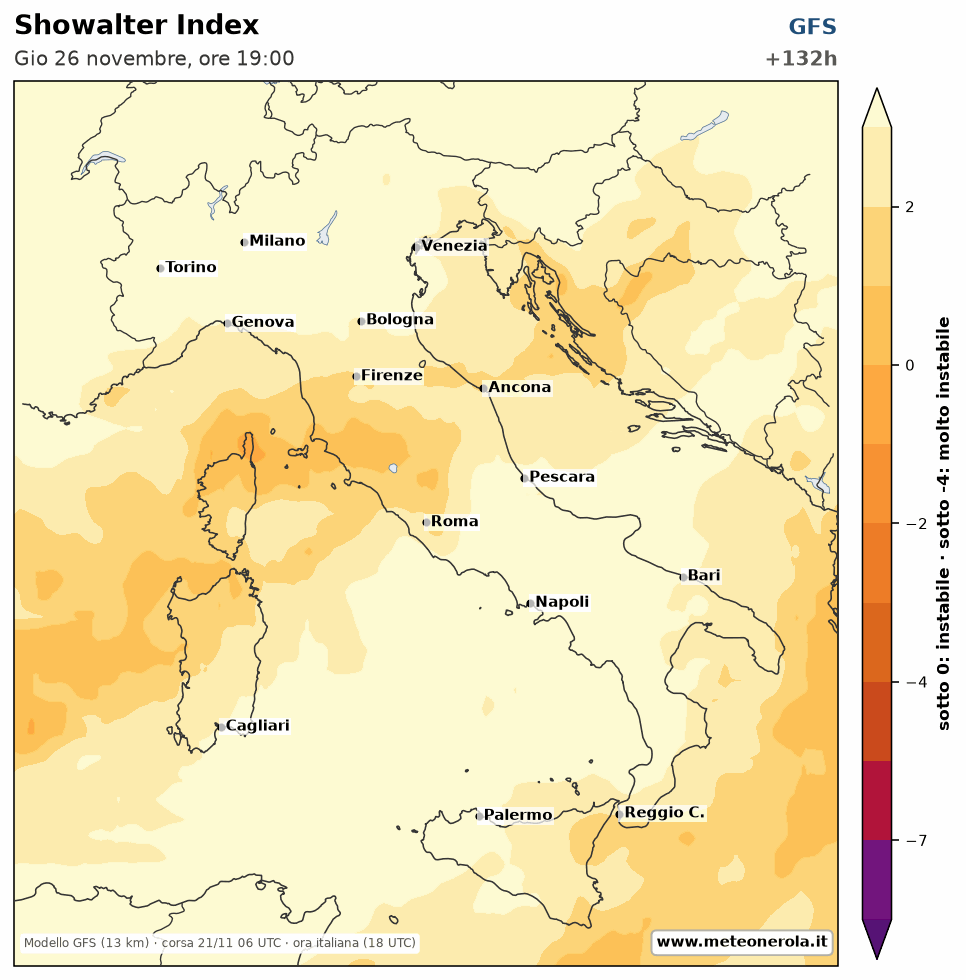 Showalter Index
GFS
Gio 26 novembre, ore 19:00
+132h
Milano
Venezia
Torino
Genova
Bologna
Firenze
Ancona
Pescara
Roma
Bari
Napoli
Cagliari
Palermo
Reggio C.
2
0
−2
−4
−7
sotto 0: instabile · sotto -4: molto instabile
Modello GFS (13 km) · corsa 21/11 06 UTC · ora italiana (18 UTC)
www.meteonerola.it